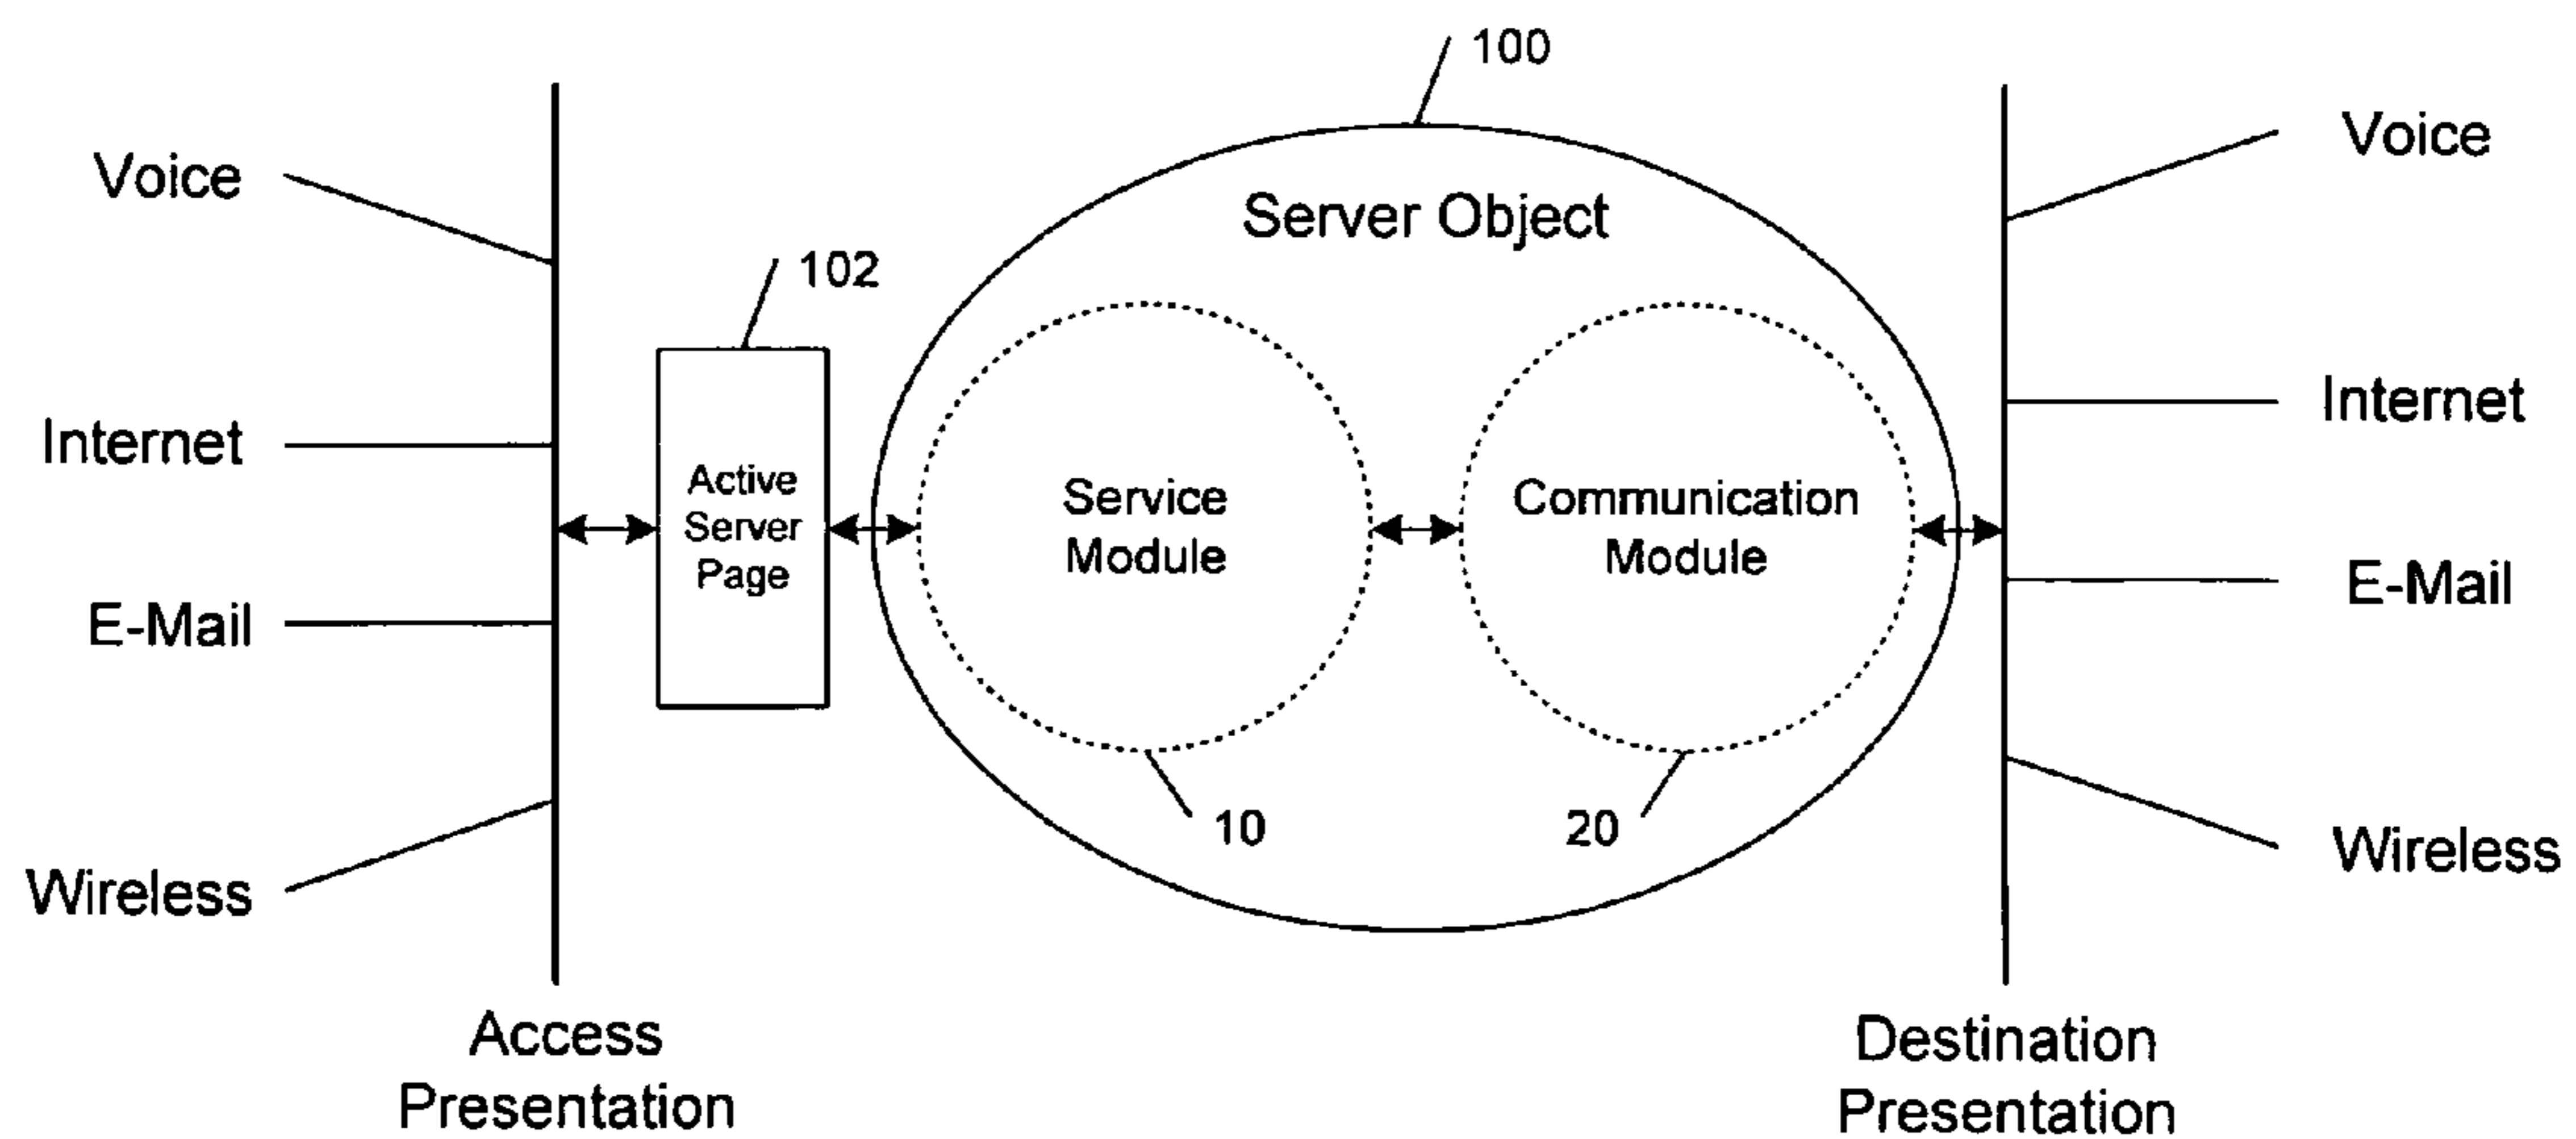 100
Voice
Voice
Server Object
102
Internet
Internet
Active
Server
Page
Service
Module
Communication
Module
E-Mail
E-Mail
10
20
Wireless
Wireless
Access
Presentation
Destination
Presentation